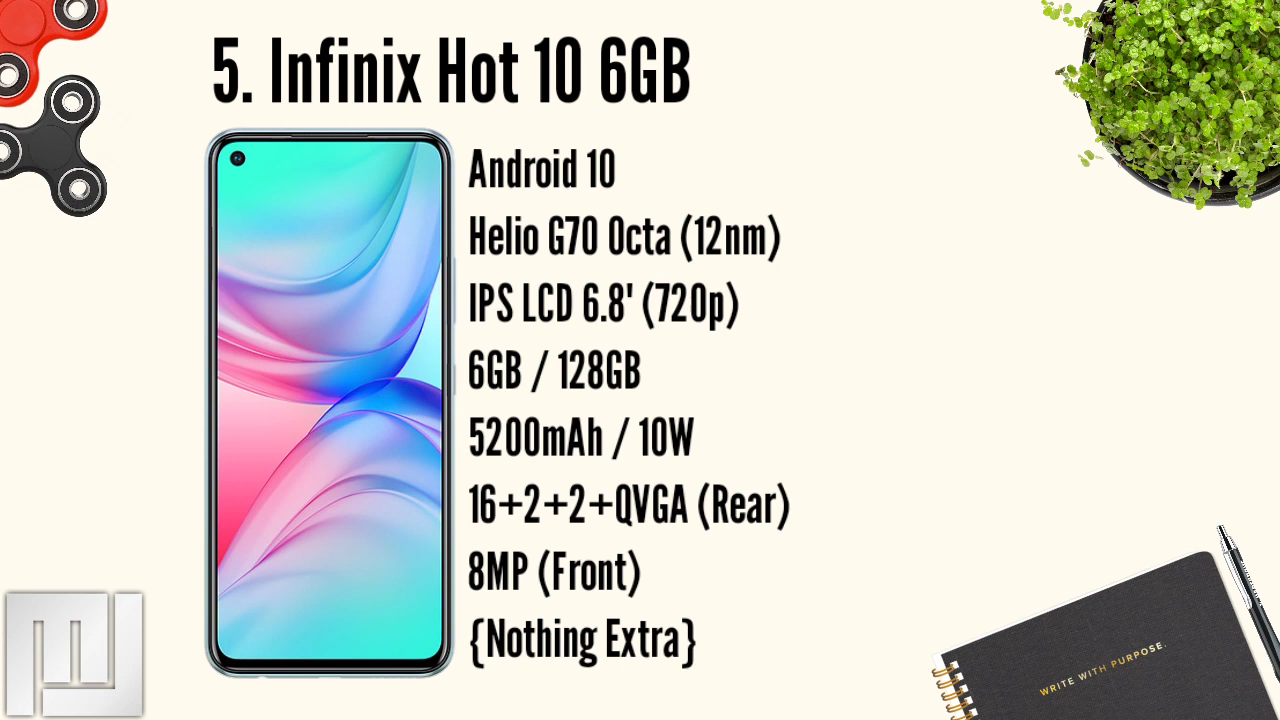 5. Infinix Hot 10 6GB
Android 10
Helio G70 Octa (12nm)
IPS LCD 6.8' (720p)
6GB / 128GB
5200mAh / 10W
16+2+2+QVGA (Rear)
8MP (Front)
{Nothing Extra}
WRITE WITH PURPOSE.